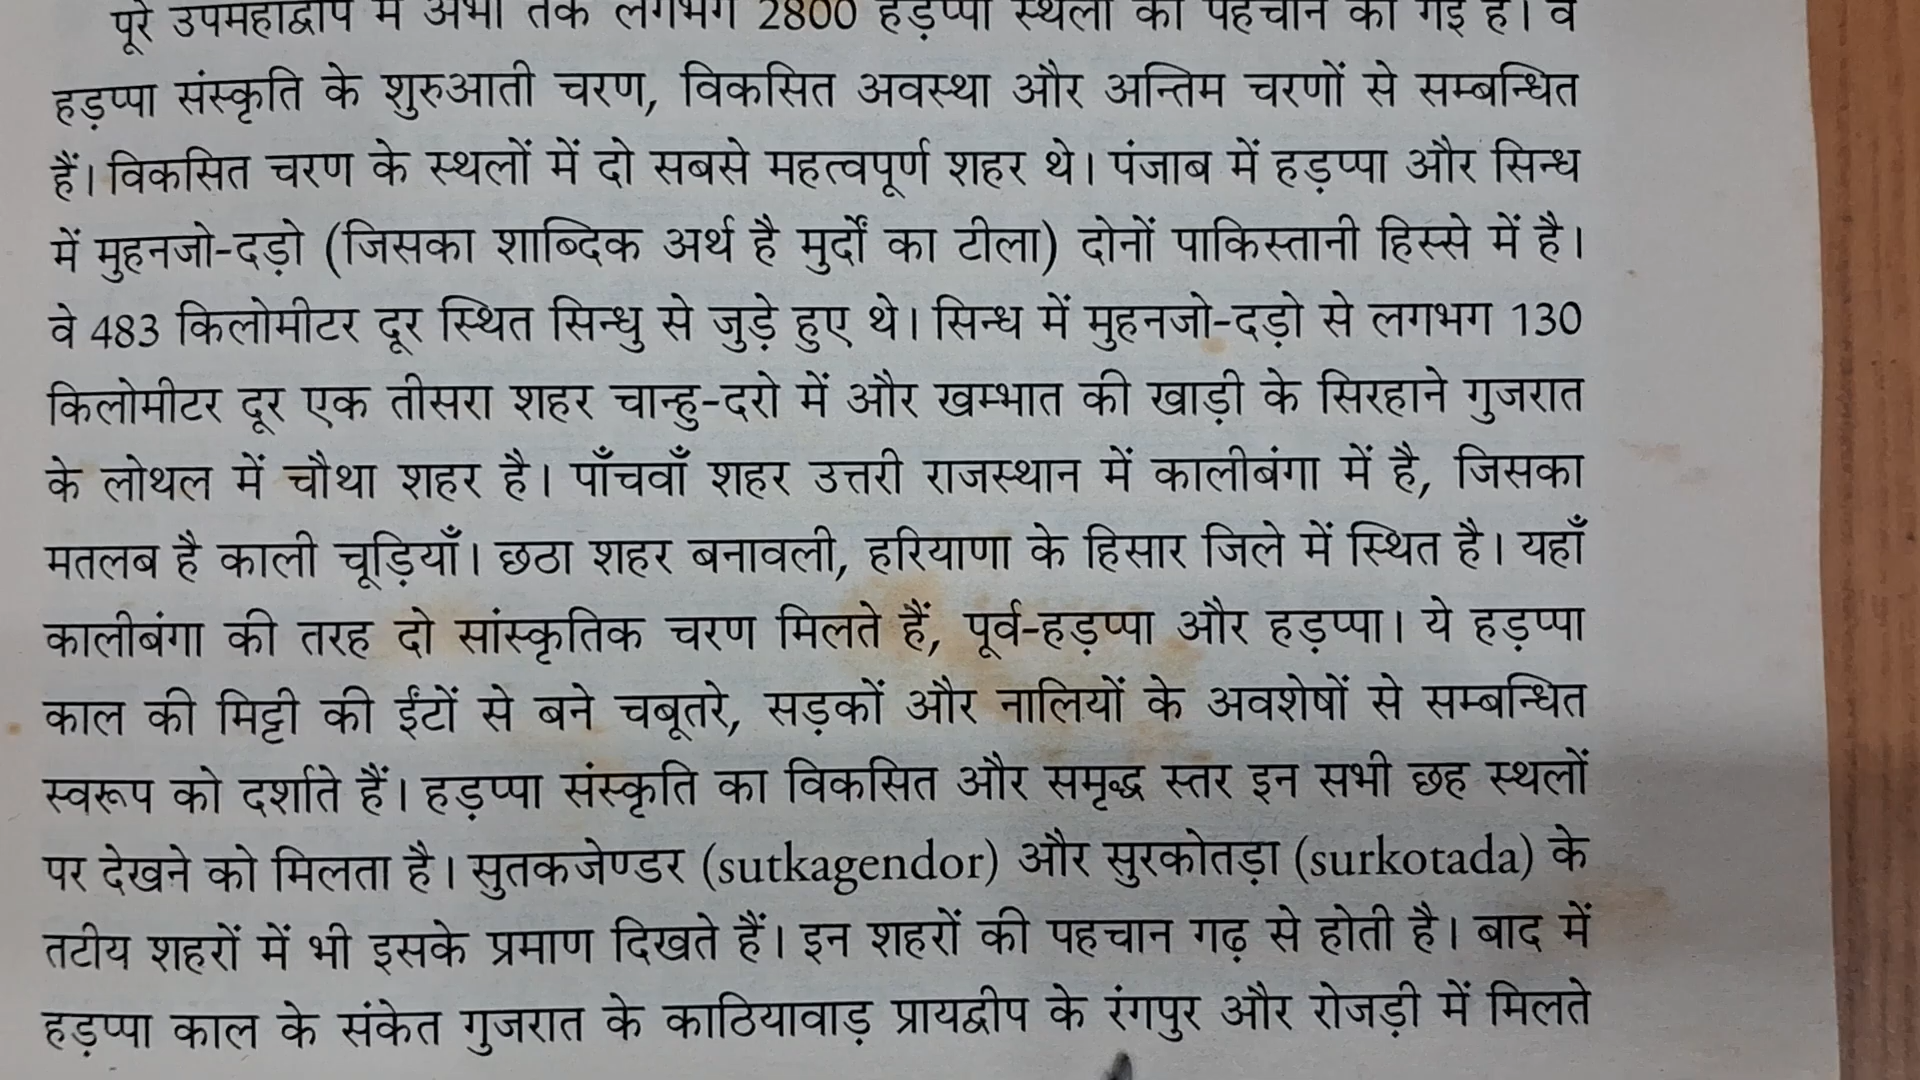 पूरे उपमहाद्वीप में अभी तक लगभग 2800 हड़प्पा स्थलों की पहचान की गई है। वे
हड़प्पा संस्कृति के शुरुआती चरण, विकसित अवस्था और अन्तिम चरणों से सम्बन्धित
हैं। विकसित चरण के स्थलों में दो सबसे महत्वपूर्ण शहर थे। पंजाब में हड़प्पा और सिन्ध
में मुहनजो-दड़ो (जिसका शाब्दिक अर्थ है मुर्दों का टीला) दोनों पाकिस्तानी हिस्से में है।
वे 483 किलोमीटर दूर स्थित सिन्धु से जुड़े हुए थे। सिन्ध में मुहनजो-दड़ो से लगभग 130
किलोमीटर दूर एक तीसरा शहर चान्हु-दरो में और खम्भात की खाड़ी के सिरहाने गुजरात
के लोथल में चौथा शहर है। पाँचवाँ शहर उत्तरी राजस्थान में कालीबंगा में है, जिसका
मतलब है काली चूड़ियाँ। छठा शहर बनावली, हरियाणा के हिसार जिले में स्थित है। यहाँ
कालीबंगा की तरह दो सांस्कृतिक चरण मिलते हैं, पूर्व-हड़प्पा और हड़प्पा। ये हड़प्पा
काल की मिट्टी की ईंटों से बने चबूतरे, सड़कों और नालियों के अवशेषों से सम्बन्धित
स्वरूप को दर्शाते हैं। हड़प्पा संस्कृति का विकसित और समृद्ध स्तर इन सभी छह स्थलों
पर देखने को मिलता है। सुतकजेण्डर (sutkagendor) और सुरकोतड़ा (surkotada) के
तटीय शहरों में भी इसके प्रमाण दिखते हैं। इन शहरों की पहचान गढ़ से होती है। बाद में
हड़प्पा काल के संकेत गुजरात के काठियावाड़ प्रायद्वीप के रंगपुर और रोजड़ी में मिलते